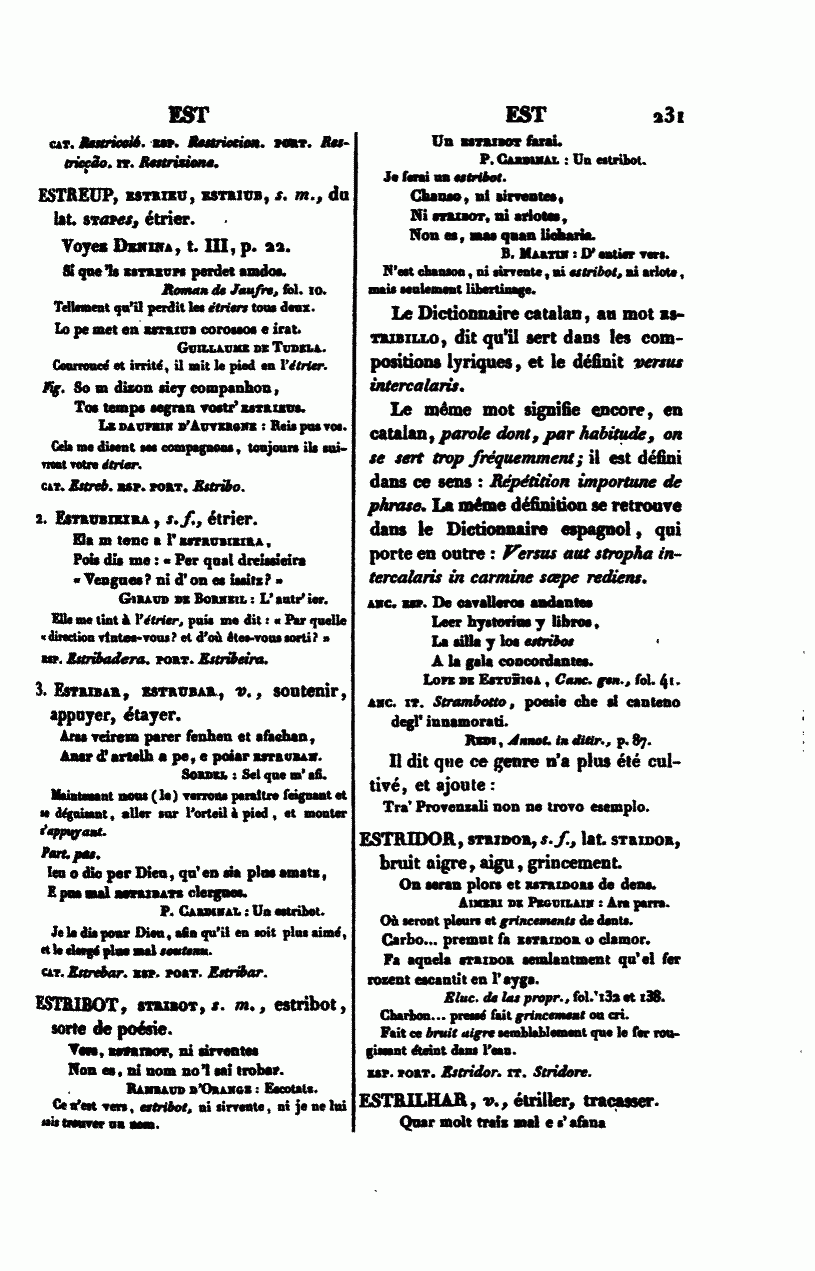 EST
CAT. Restricció. ESP. Restriccion. PORT. Res-
tricção. IT. Restrizione.
ESTREUP, ESTRIEU, ESTRIUB, s. m., du
lat. STAPES, étrier.
Voyez DENINA, t. III, p. 22.
Si que 'ls ESTREUPS perdet amdos.
Roman de Jaufre, fol. 10.
Tellement qu'il perdit les étriers tous deux.
Lo pe met en ESTRIUB corossos e irat.
GUILLAUME DE TUDELA.
Courroucé et irrité, il mit le pied en l'étrier.
Fig. So m dizon siey companhon,
Tos temps segran vostr' ESTRIEUS.
LE DAUPHIN D'AUVERGNE : Reis pus vos.
Cela me disent ses compagnons, toujours ils sui-
vront votre étrier.
CAT. Estreb. ESP. PORT. Estribo.
2. ESTRUBIEIRA, s. f., étrier.
Ela m tenc a l' ESTRUBIEIRA,
Pois dis me : « Per qual dreissieira
« Vengues? ni d' on es issitz? »
GIRAUD DE BORNEIL : L' autr' ier.
Elle me tint à l'étrier, puis me dit : « Par quelle
« direction vîntes-vous? et d'où êtes-vous sorti? »
ESP. Estribadera. PORT. Estribeira.
3. ESTRIBAR, ESTRUBAR, v., soutenir,
appuyer, étayer.
Aras veirem parer fenhen et afachan,
Anar d' artelh a pe, e poiar ESTRUBAN.
SORDEL : Sel que m' afi.
Maintenant nous (le) verrons paraître feignant et
se déguisant, aller sur l'orteil à pied, et monter
s'appuyant.
Part. pas.
Ieu o dic per Dieu, qu' en sia plus amatz,
E pus mal ESTRIBATZ clergues.
P. CARDINAL : Un estribot.
Je le dis pour Dieu, afin qu'il en soit plus aimé,
et le clergé plus mal soutenu.
CAT. Estrebar. ESP. PORT. Estribar.
ESTRIBOT, STRIBOT, s. m., estribot,
sorte de poésie.
Vers, ESTRIBOT, ni sirventes
Non es, ni nom no'l sai trobar.
RAMBAUD D'ORANGE : Escotatz.
Ce n'est vers, estribot, ni sirvente, ni je ne lui
sais trouver un nom.
EST 231
Un ESTRIBOT farai.
P. CARDINAL : Un estribot.
Je ferai un estribot.
Chanso, ni sirventes,
Ni STRIBOT, ni arlotes,
Non es, mas quan licharia.
B. MARTIN : D' entier vers.
N'est chanson, ni sirvente, ni estribot, ni arlote,
mais seulement libertinage.
Le Dictionnaire catalan, au mot ES-
TRIBILLO, dit qu'il sert dans les com-
positions lyriques, et le définit versus
intercalaris.
Le même mot signifie encore, en
catalan, parole dont, par habitude, on
se sert trop fréquemment; il est défini
dans ce sens : Répétition importune de
phrase. La même définition se retrouve
dans le Dictionnaire espagnol, qui
porte en outre : Versus aut stropha in-
tercalaris in carmine sæpe rediens.
ANC. ESP. De cavalleros andantes
Leer hystorias y libros,
La silla y los estribos
A la gala concordantes.
LOPE DE ESTUÑIGA, Canc. gen., fol. 41.
ANC. IT. Strambotto, poesie che si canteno
degl' innamorati.
REDI, Annot. in ditir., p. 87.
Il dit que ce genre n'a plus été cul-
tivé, et ajoute :
Tra' Provenzali non ne trovo esemplo.
ESTRIDOR, STRIDOR, s. f., lat. STRIDOR,
bruit aigre, aigu, grincement.
On seran plors et ESTRIDORS de dens.
AIMERI DE PEGUILAIN : Ara parra.
Où seront pleurs et grincements de dents.
Carbo... premut fa ESTRIDOR o clamor.
Fa aquela STRIDOR semlantment qu' el fer
rozent escantit en l' ayga.
Eluc. de las propr., fol. 132 et 138.
Charbon... pressé fait grincement ou cri.
Fait ce bruit aigre semblablement que le fer rou-
gissant éteint dans l'eau.
ESP. PORT. Estridor. IT. Stridore.
ESTRILHAR, v., étriller, tracasser.
Quar molt trais mal e s' afana